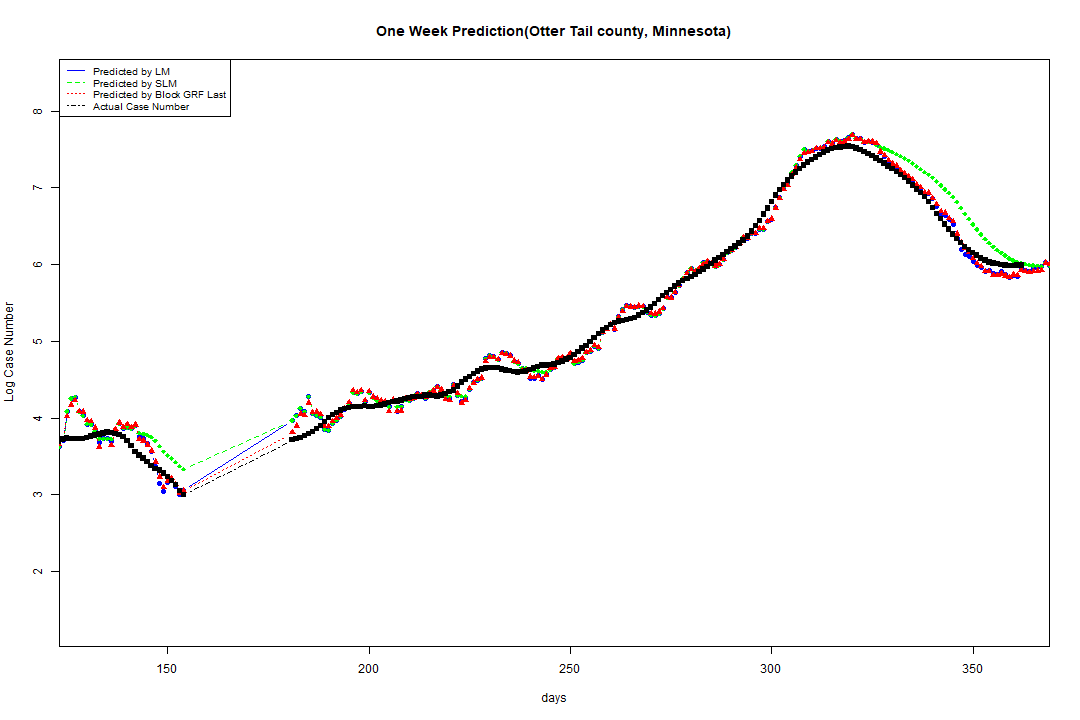 One Week Prediction(Otter Tail county, Minnesota)
Predicted by LM
Predicted by SLM
Predicted by Block GRF Last
Actual Case Number
Log Case Number
8
7
6
5
4
3
2
150 200 250 300 350
days